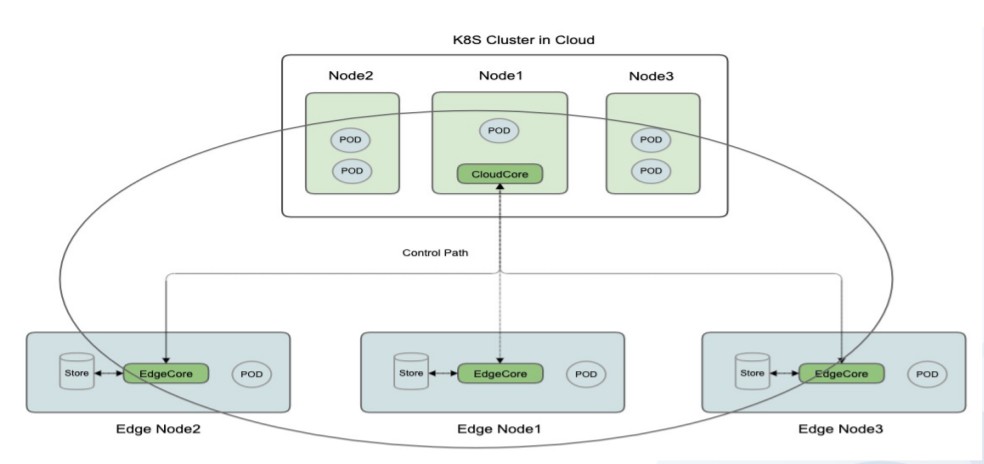 K8S Cluster in Cloud
Node2
Node1
Node3
POD
POD
POD
CloudCore
POD
POD
Control Path
Store
EdgeCore
POD
Store
EdgeCore
POD
Store
EdgeCore
POD
Edge Node2
Edge Node1
Edge Node3